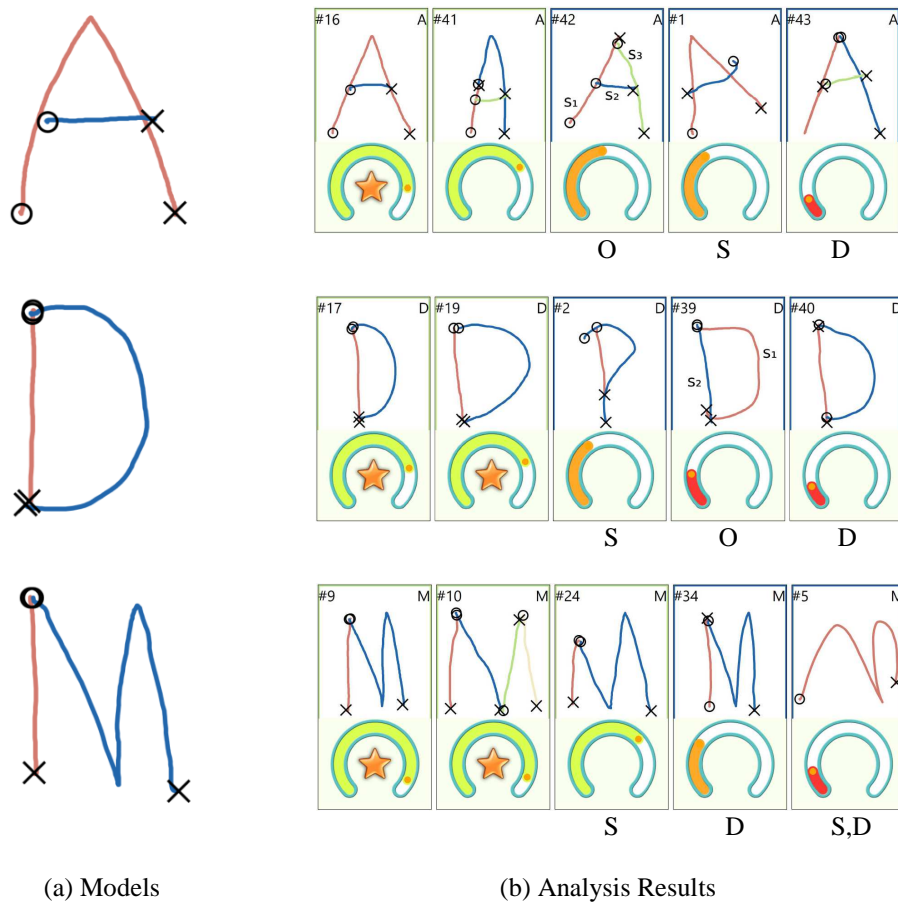 #16 A #41 A #42 A #1 A #43 A
S₃
S₂
S₁
O S D
#17 D #19 D #2 D #39 D #40 D
S₁
S₂
S O D
#9 M #10 M #24 M #34 M #5 M
S D S,D
(a) Models (b) Analysis Results